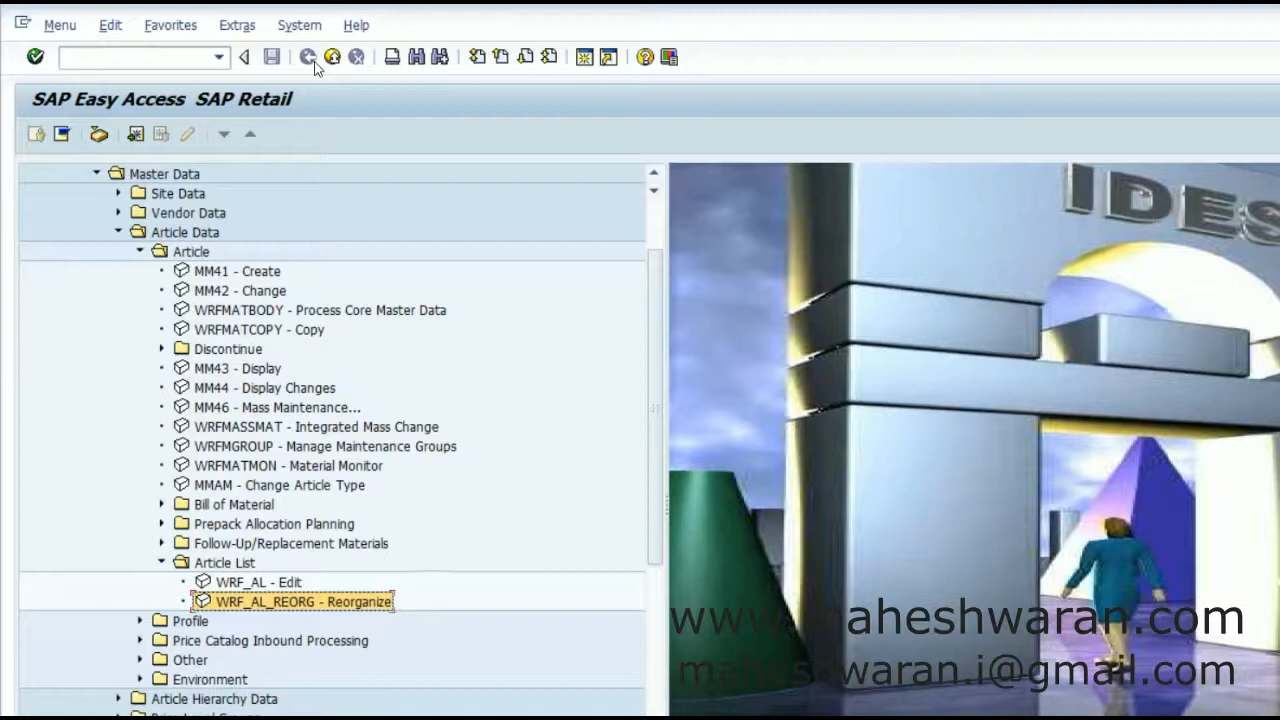 Menu Edit Favorites Extras System Help
SAP Easy Access SAP Retail
Master Data
Site Data
Vendor Data
Article Data
Article
MM41 - Create
MM42 - Change
WRFMATBODY - Process Core Master Data
WRFMATCOPY - Copy
Discontinue
MM43 - Display
MM44 - Display Changes
MM46 - Mass Maintenance...
WRFMASSMAT - Integrated Mass Change
WRFMGROUP - Manage Maintenance Groups
WRFMATMON - Material Monitor
MMAM - Change Article Type
Bill of Material
Prepack Allocation Planning
Follow-Up/Replacement Materials
Article List
WRF_AL - Edit
WRF_AL_REORG - Reorganize
Profile
Price Catalog Inbound Processing
Other
Environment
Article Hierarchy Data
IDES
www.maheshwaran.com
maheshwaran.i@gmail.com